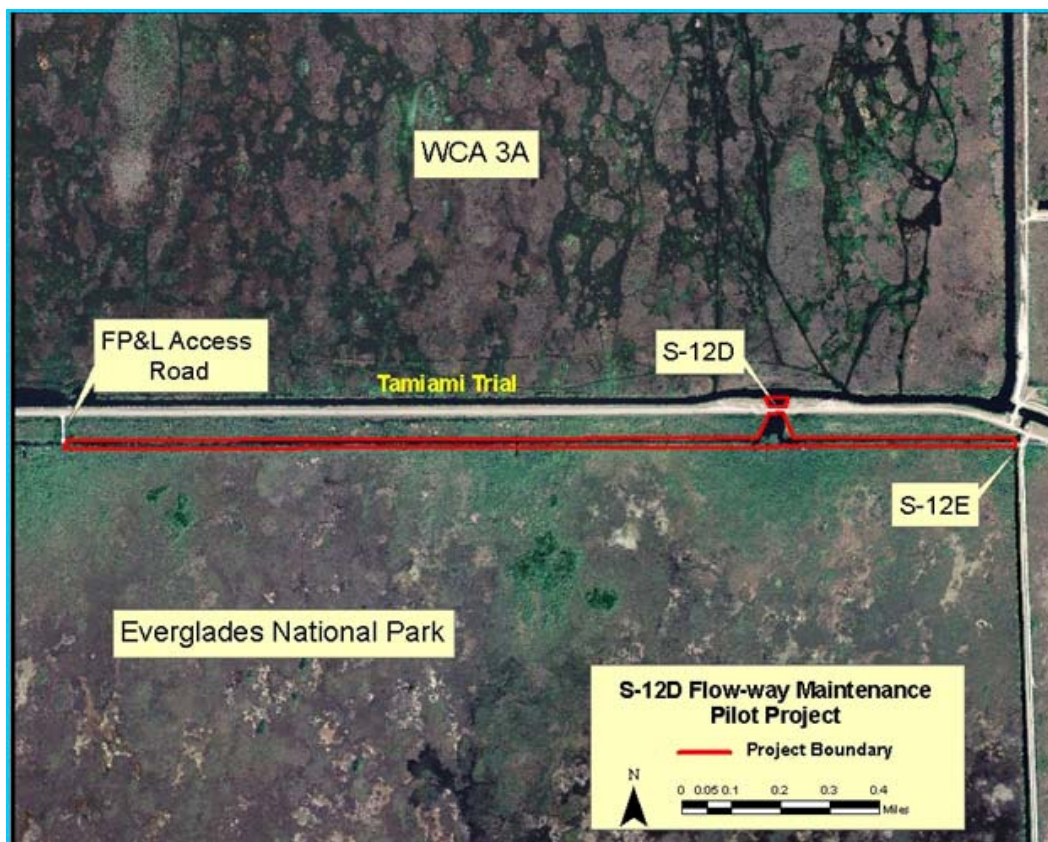 WCA 3A
FP&L Access
Road
S-12D
Tamiami Trial
S-12E
Everglades National Park
S-12D Flow-way Maintenance
Pilot Project
Project Boundary
N
0 0.05 0.1 0.2 0.3 0.4
Miles